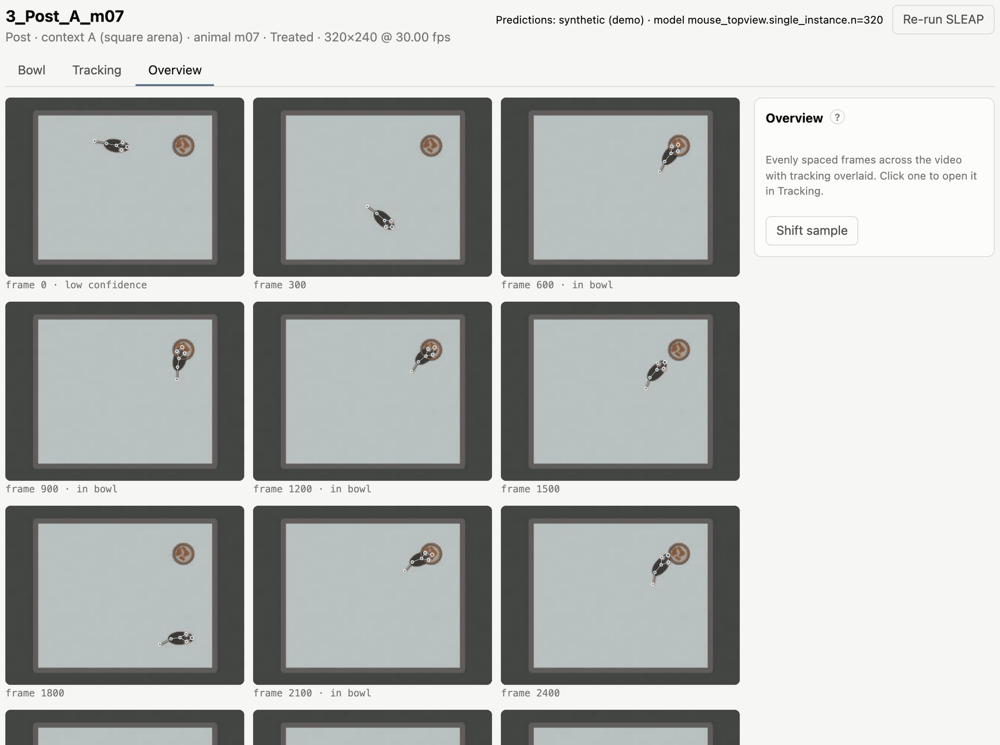 3_Post_A_m07
Predictions: synthetic (demo) · model mouse_topview.single_instance.n=320
Re-run SLEAP
Post · context A (square arena) · animal m07 · Treated · 320×240 @ 30.00 fps
Bowl
Tracking
Overview
Overview
?
Evenly spaced frames across the video
with tracking overlaid. Click one to open it
in Tracking.
Shift sample
frame 0 · low confidence
frame 300
frame 600 · in bowl
frame 900 · in bowl
frame 1200 · in bowl
frame 1500
frame 1800
frame 2100 · in bowl
frame 2400